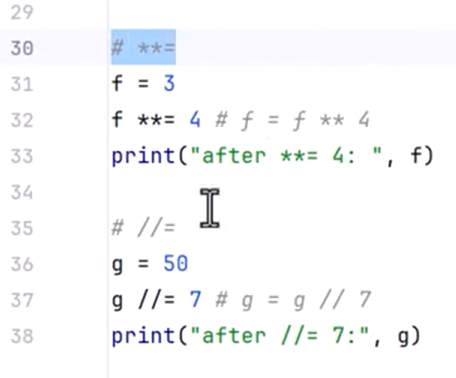 29
30 # **=
31 f = 3
32 f **= 4 # f = f ** 4
33 print("after **= 4: ", f)
34
35 # //=
36 g = 50
37 g //= 7 # g = g // 7
38 print("after //= 7:", g)